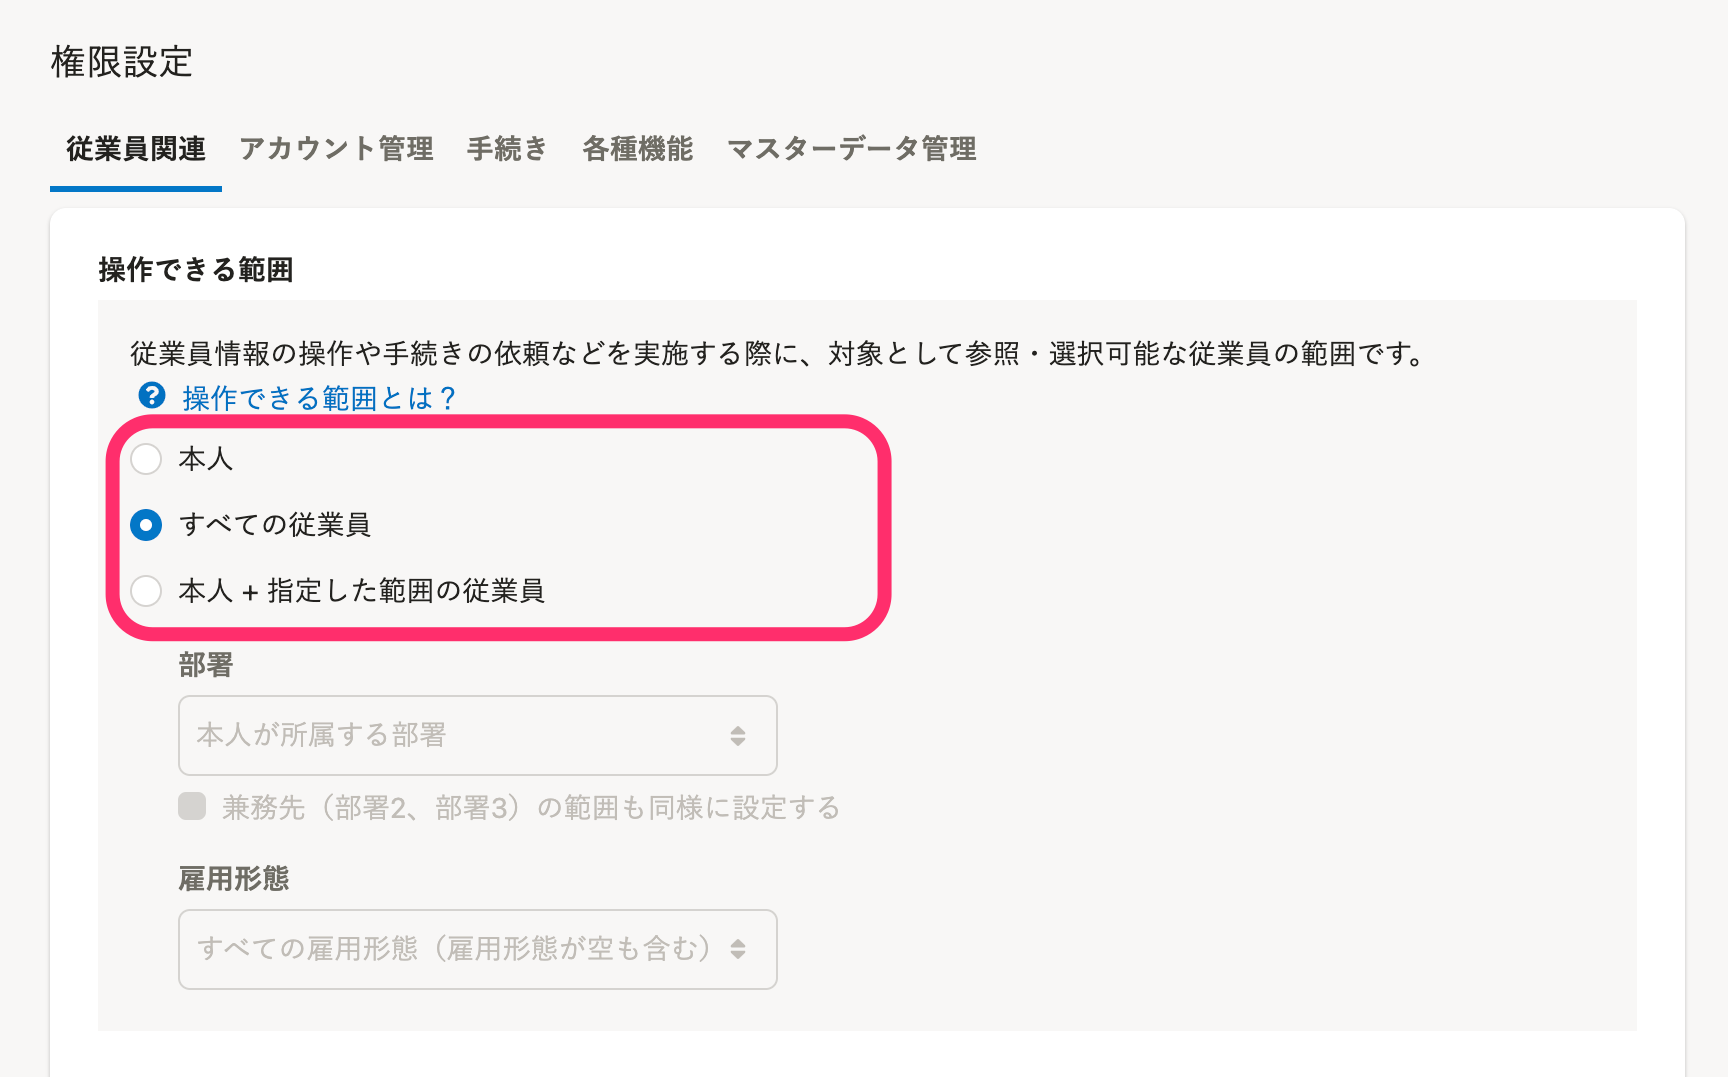 権限設定
従業員関連 アカウント管理 手続き 各種機能 マスターデータ管理
操作できる範囲
従業員情報の操作や手続きの依頼などを実施する際に、対象として参照・選択可能な従業員の範囲です。
操作できる範囲とは？
本人
すべての従業員
本人 + 指定した範囲の従業員
部署
本人が所属する部署
兼務先（部署2、部署3）の範囲も同様に設定する
雇用形態
すべての雇用形態（雇用形態が空も含む）